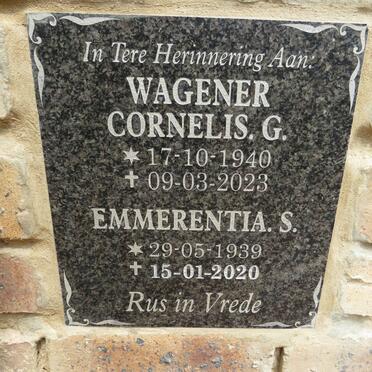 In Tere Herinnering Aan:
WAGENER
CORNELIS. G.
★ 17-10-1940
✝ 09-03-2023
EMMERENTIA. S.
★ 29-05-1939
✝ 15-01-2020
Rus in Vrede